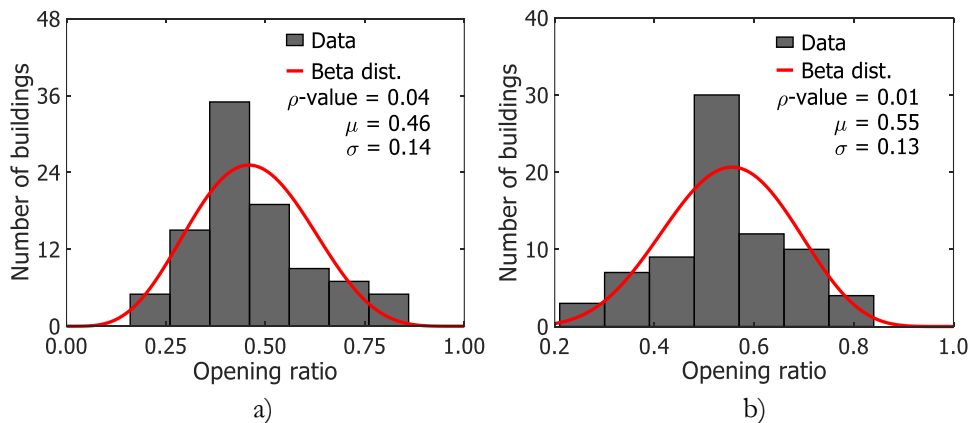 48
36
24
12
0
Number of buildings
Data
Beta dist.
ρ-value = 0.04
μ = 0.46
σ = 0.14
0.00 0.25 0.50 0.75 1.00
Opening ratio
a)
40
30
20
10
0
Number of buildings
Data
Beta dist.
ρ-value = 0.01
μ = 0.55
σ = 0.13
0.2 0.4 0.6 0.8 1.0
Opening ratio
b)